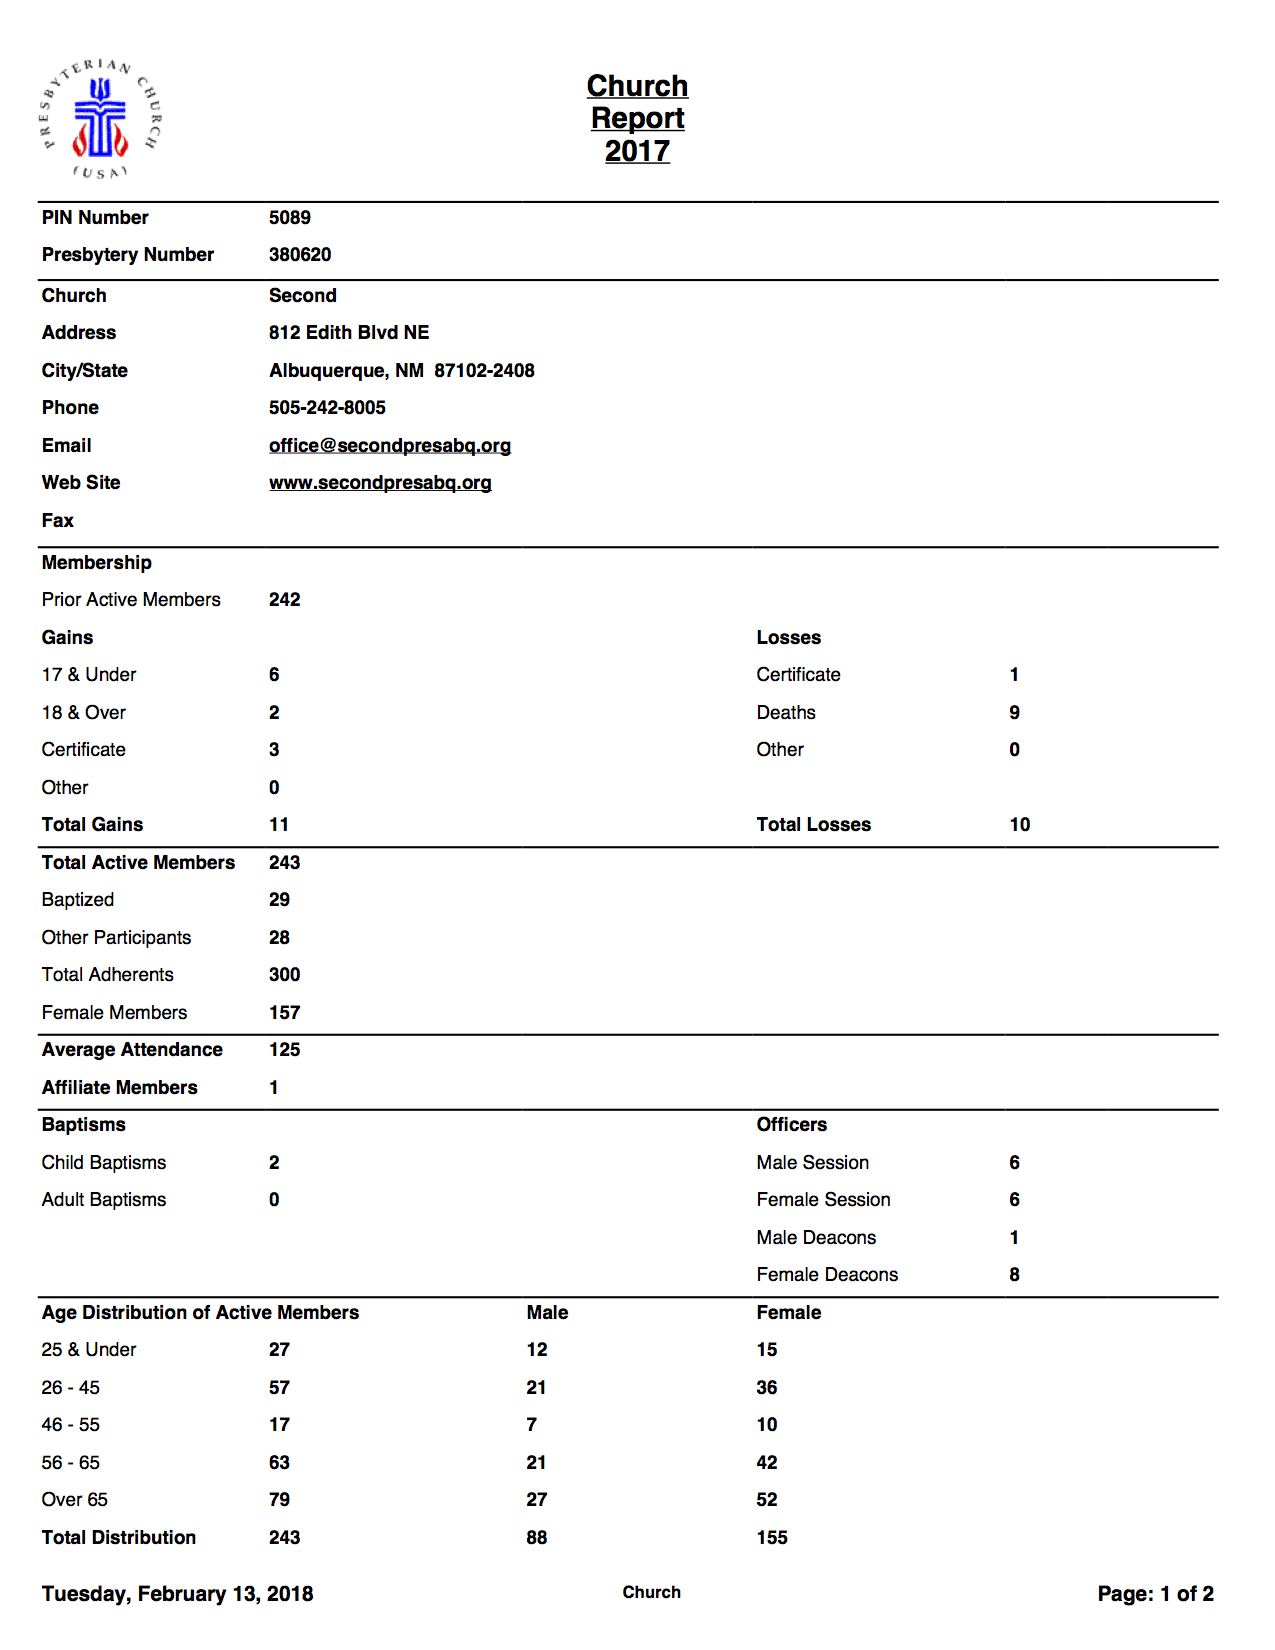 PRESBYTERIAN CHURCH
(USA)
Church
Report
2017
PIN Number 5089
Presbytery Number 380620
Church Second
Address 812 Edith Blvd NE
City/State Albuquerque, NM 87102-2408
Phone 505-242-8005
Email office@secondpresabq.org
Web Site www.secondpresabq.org
Fax
Membership
Prior Active Members 242
Gains Losses
17 & Under 6 Certificate 1
18 & Over 2 Deaths 9
Certificate 3 Other 0
Other 0
Total Gains 11 Total Losses 10
Total Active Members 243
Baptized 29
Other Participants 28
Total Adherents 300
Female Members 157
Average Attendance 125
Affiliate Members 1
Baptisms Officers
Child Baptisms 2 Male Session 6
Adult Baptisms 0 Female Session 6
Male Deacons 1
Female Deacons 8
Age Distribution of Active Members Male Female
25 & Under 27 12 15
26 - 45 57 21 36
46 - 55 17 7 10
56 - 65 63 21 42
Over 65 79 27 52
Total Distribution 243 88 155
Tuesday, February 13, 2018 Church Page: 1 of 2